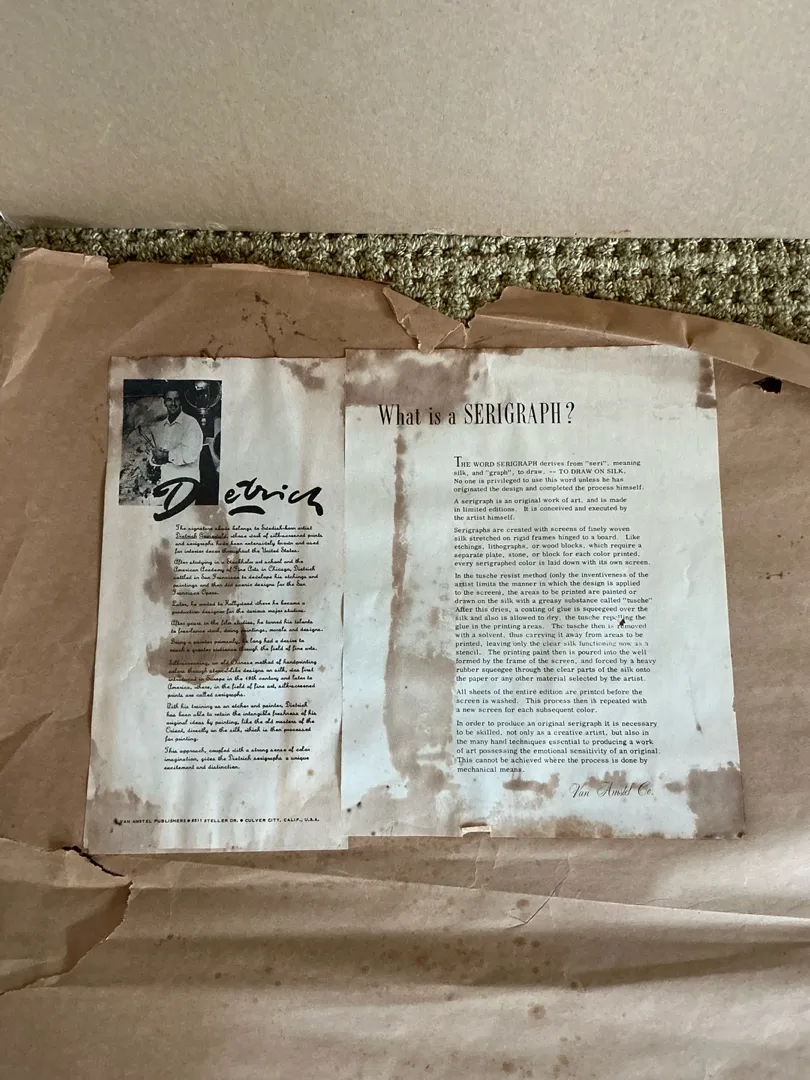 Dietrich
The signature above belongs to Swedish-born artist
Dietrich Grunewald, whose work of silk-screened prints
and serigraphs have been extensively known and used
for interior decor throughout the United States.
After studying in a Stockholm art school and the
American Academy of Fine Arts in Chicago, Dietrich
settled in San Francisco to develope his etchings and
paintings and then did scenic designs for the San
Francisco Opera.
Later, he moved to Hollywood where he became a
production designer for the various major studios.
After years in the film studios, he turned his talents
to free-lance work, doing paintings, murals and designs.
Being a painter primarily, he long had a desire to
reach a greater audience through the field of fine arts.
Silkscreening, an old Chinese method of handprinting
colors through stencil-like designs on silk, was first
introduced in Europe in the 19th century and later to
America, where, in the field of fine art, silkscreened
prints are called serigraphs.
With his training as an etcher and painter, Dietrich
has been able to retain the intangible freshness of his
original ideas by painting, like the old masters of the
Orient, directly on the silk, which is then processed
for printing.
This approach, coupled with a strong sense of color
imagination, gives the Dietrich serigraphs a unique
excitement and distinction.
VAN AMSTEL PUBLISHERS • 8511 STELLER DR. • CULVER CITY, CALIF., U.S.A.
What is a SERIGRAPH?
THE WORD SERIGRAPH derives from "seri", meaning
silk, and "graph", to draw. -- TO DRAW ON SILK.
No one is privileged to use this word unless he has
originated the design and completed the process himself.
A serigraph is an original work of art, and is made
in limited editions. It is conceived and executed by
the artist himself.
Serigraphs are created with screens of finely woven
silk stretched on rigid frames hinged to a board. Like
etchings, lithographs, or wood blocks, which require a
separate plate, stone, or block for each color printed,
every serigraphed color is laid down with its own screen.
In the tusche resist method (only the inventiveness of the
artist limits the manner in which the design is applied
to the screen), the areas to be printed are painted or
drawn on the silk with a greasy substance called "tusche"
After this dries, a coating of glue is squeegeed over the
silk and also is allowed to dry, the tusche repelling the
glue in the printing areas. The tusche then is removed
with a solvent, thus carrying it away from areas to be
printed, leaving only the clear silk functioning now as a
stencil. The printing paint then is poured into the well
formed by the frame of the screen, and forced by a heavy
rubber squeegee through the clear parts of the silk onto
the paper or any other material selected by the artist.
All sheets of the entire edition are printed before the
screen is washed. This process then is repeated with
a new screen for each subsequent color.
In order to produce an original serigraph it is necessary
to be skilled, not only as a creative artist, but also in
the many hand techniques essential to producing a work
of art possessing the emotional sensitivity of an original.
This cannot be achieved where the process is done by
mechanical means.
Van Amstel Co.